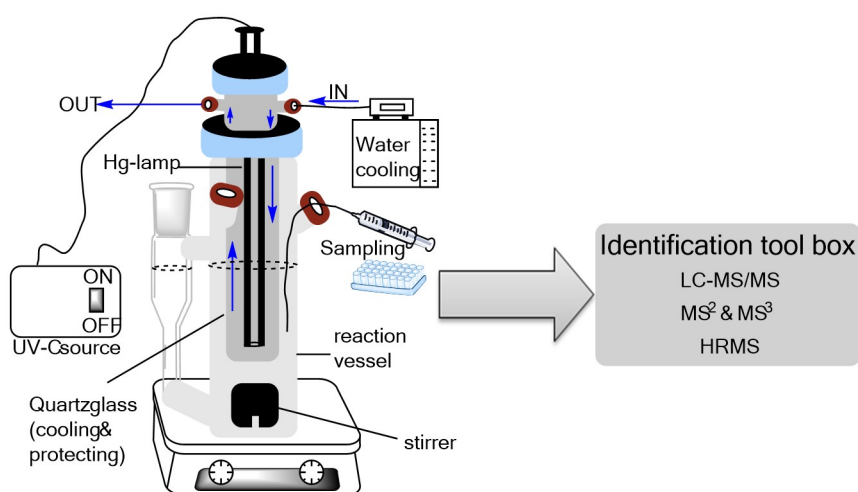 OUT
IN
Water
cooling
Hg-lamp
Sampling
ON
OFF
UV-Csource
reaction
vessel
Quartzglass
(cooling&
protecting)
stirrer
Identification tool box
LC-MS/MS
MS² & MS³
HRMS